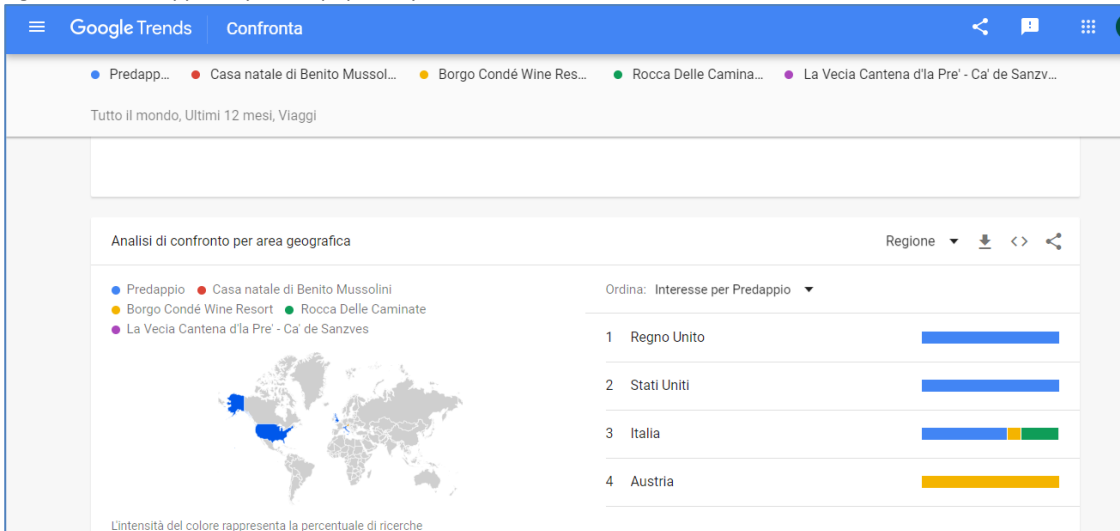 Google Trends Confronta
Predapp... Casa natale di Benito Mussol... Borgo Condé Wine Res... Rocca Delle Camina... La Vecia Cantena d'la Pre' - Ca' de Sanzv...
Tutto il mondo, Ultimi 12 mesi, Viaggi
Analisi di confronto per area geografica
Regione
Predappio Casa natale di Benito Mussolini
Borgo Condé Wine Resort Rocca Delle Caminate
La Vecia Cantena d'la Pre' - Ca' de Sanzves
Ordina: Interesse per Predappio
1 Regno Unito
2 Stati Uniti
3 Italia
4 Austria
L'intensità del colore rappresenta la percentuale di ricerche